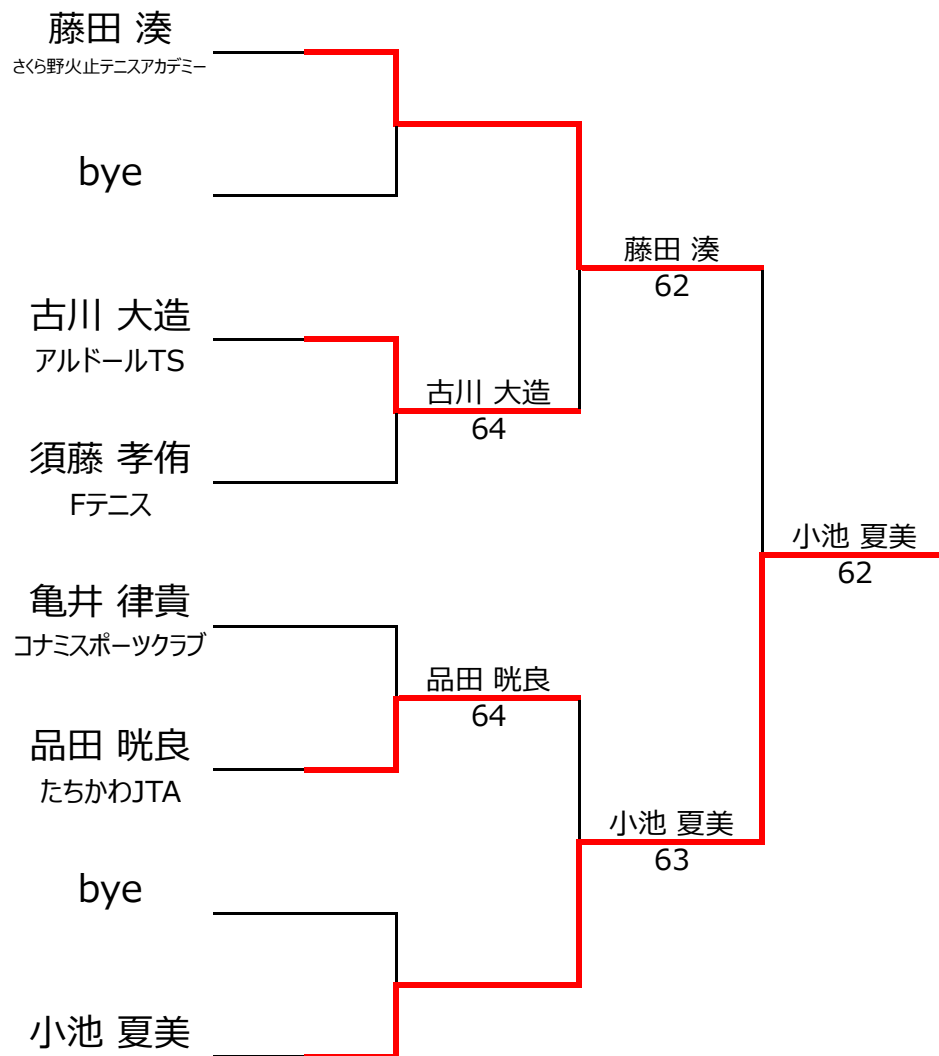 藤田 湊
さくら野火止テニスアカデミー
bye
古川 大造
アルドールTS
須藤 孝侑
Fテニス
亀井 律貴
コナミスポーツクラブ
品田 晄良
たちかわJTA
bye
小池 夏美
古川 大造
64
品田 晄良
64
藤田 湊
62
小池 夏美
63
小池 夏美
62